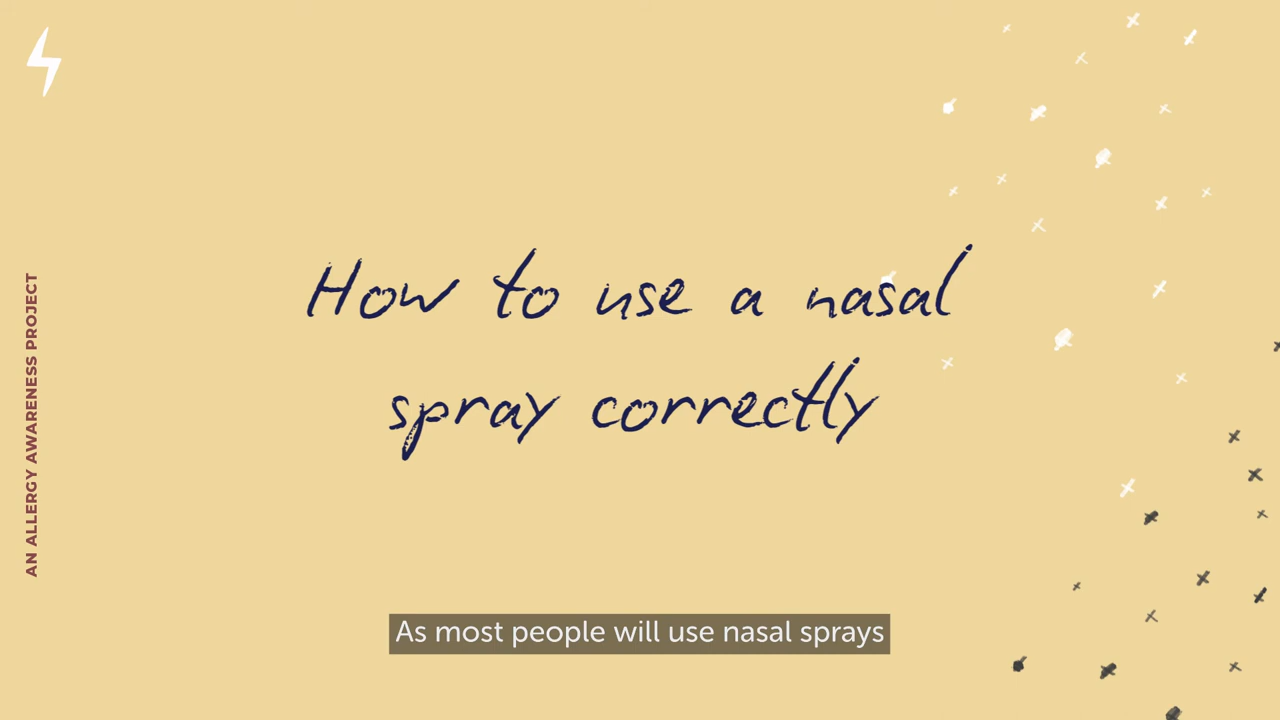 AN ALLERGY AWARENESS PROJECT
How to use a nasal
spray correctly
As most people will use nasal sprays